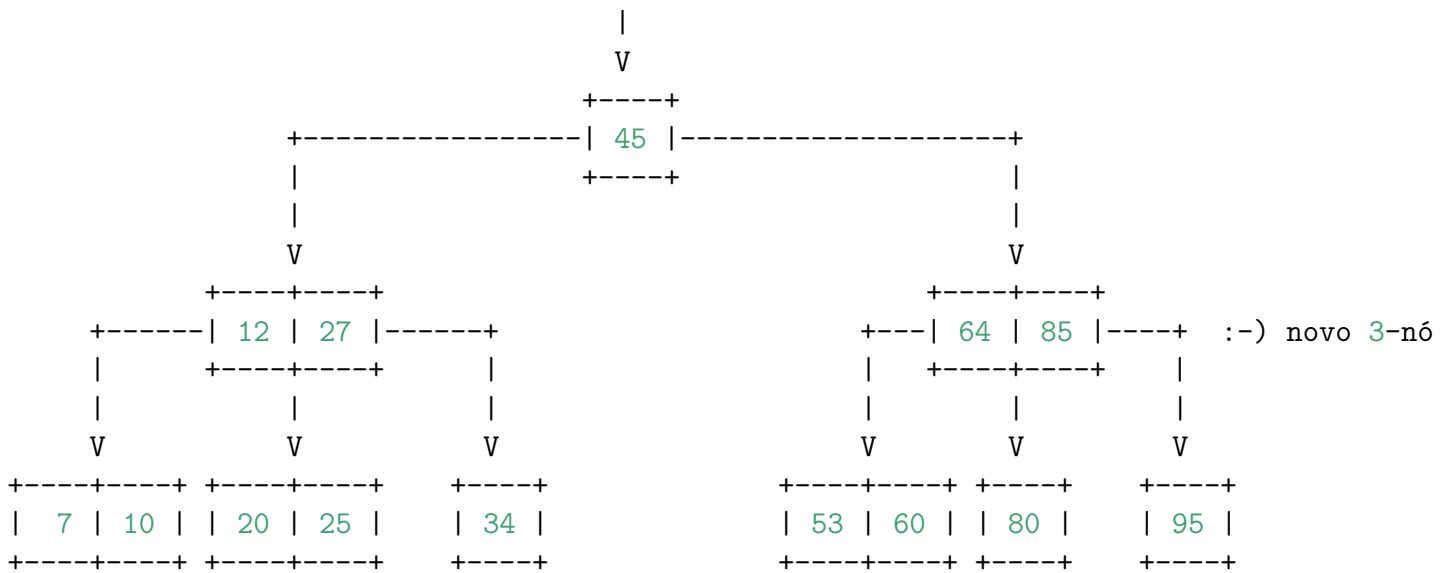 |
V
+----+
+------------------| 45 |---------------------+
| +----+ |
| |
V V
+----+----+ +----+----+
+------| 12 | 27 |------+ +---| 64 | 85 |----+ :-) novo 3-nó
| +----+----+ | | +----+----+ |
| | | | | |
V V V V V V
+----+----+ +----+----+ +----+ +----+----+ +----+ +----+
| 7 | 10 | | 20 | 25 | | 34 | | 53 | 60 | | 80 | | 95 |
+----+----+ +----+----+ +----+ +----+----+ +----+ +----+